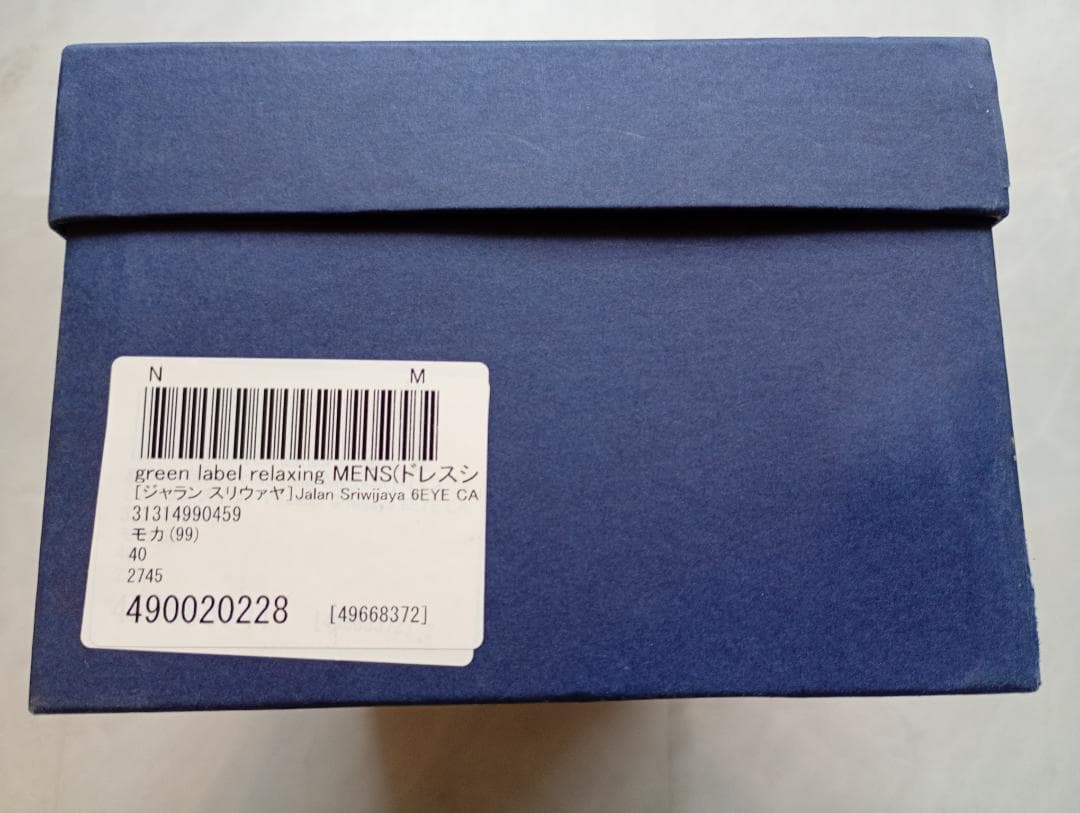 N M
green label relaxing MENS(ドレスシ
[ジャラン スリウァヤ]Jalan Sriwijaya 6EYE CA
31314990459
モカ(99)
40
2745
490020228 [49668372]